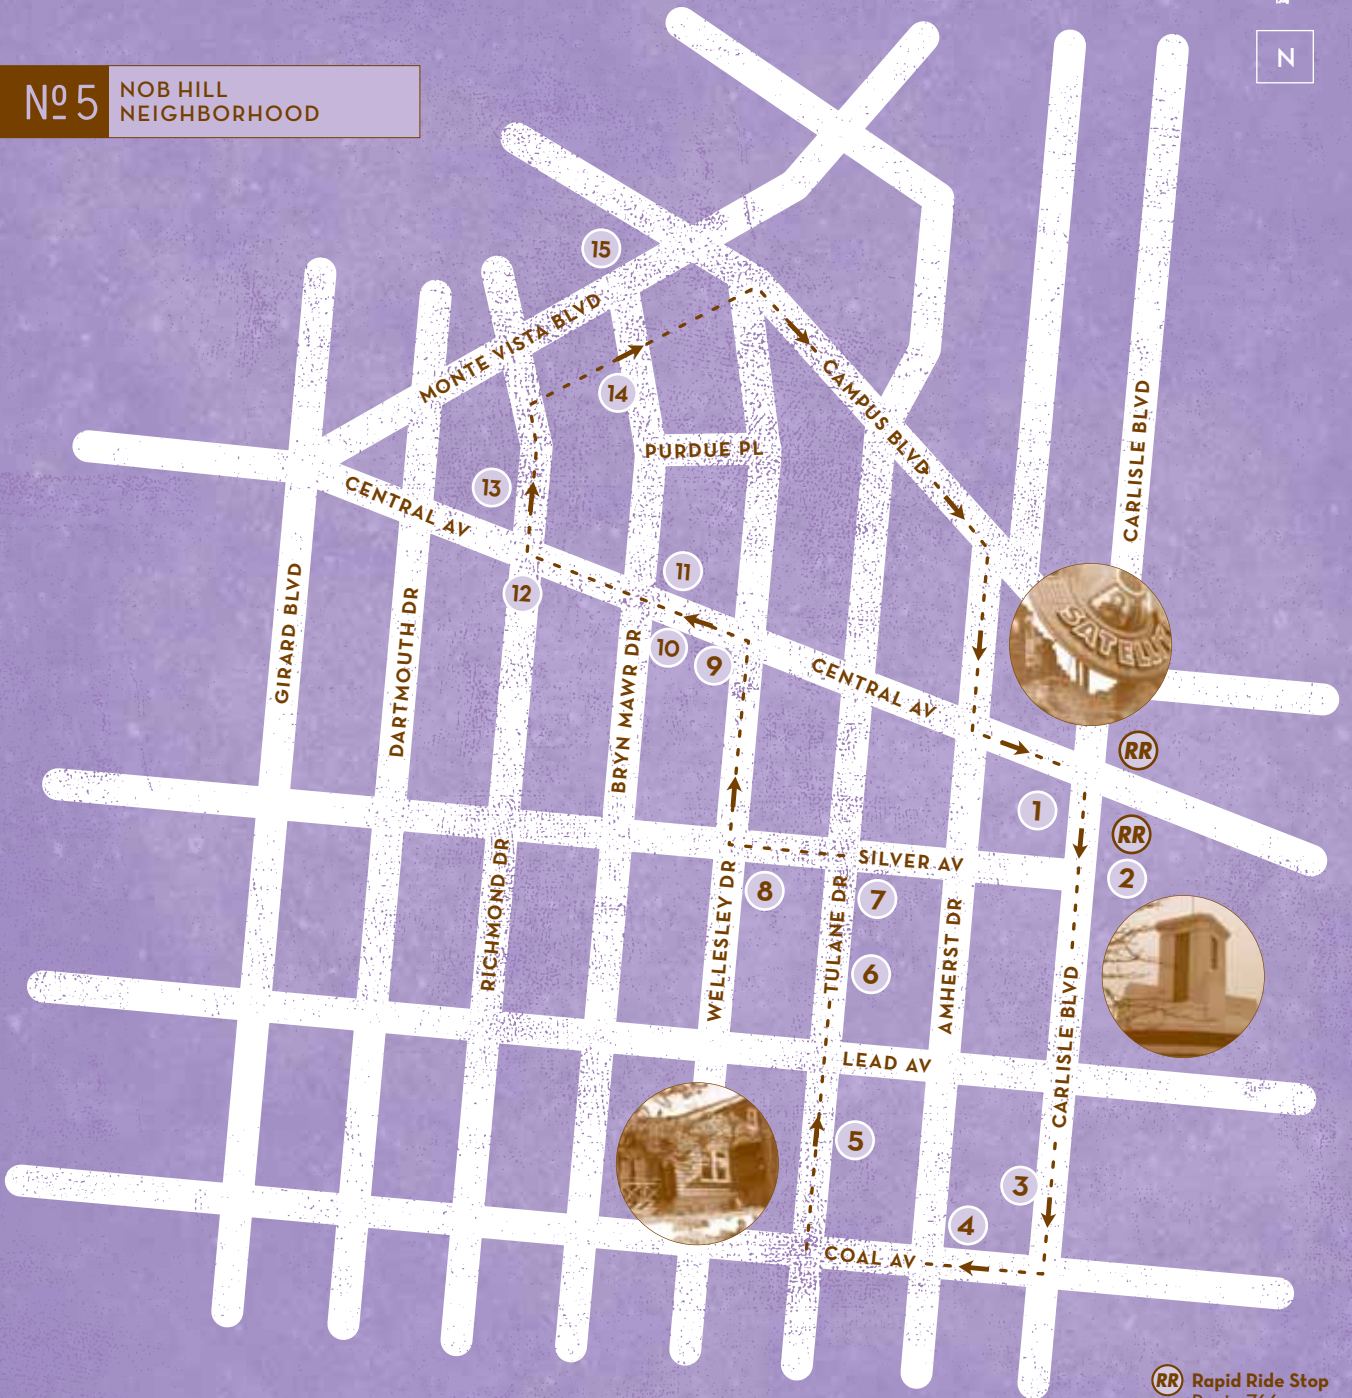 N
Nº 5
NOB HILL
NEIGHBORHOOD
15
MONTE VISTA BLVD
14
CAMPUS BLVD
CARLISLE BLVD
PURDUE PL
13
CENTRAL AV
11
12
GIRARD BLVD
DARTMOUTH DR
BRYN MAWR DR
10
9
CENTRAL AV
SATELLI
RR
1
RR
2
SILVER AV
8
7
RICHMOND DR
WELLESLEY DR
TULANE DR
AMHERST DR
6
CARLISLE BLVD
LEAD AV
5
3
4
COAL AV
RR Rapid Ride Stop